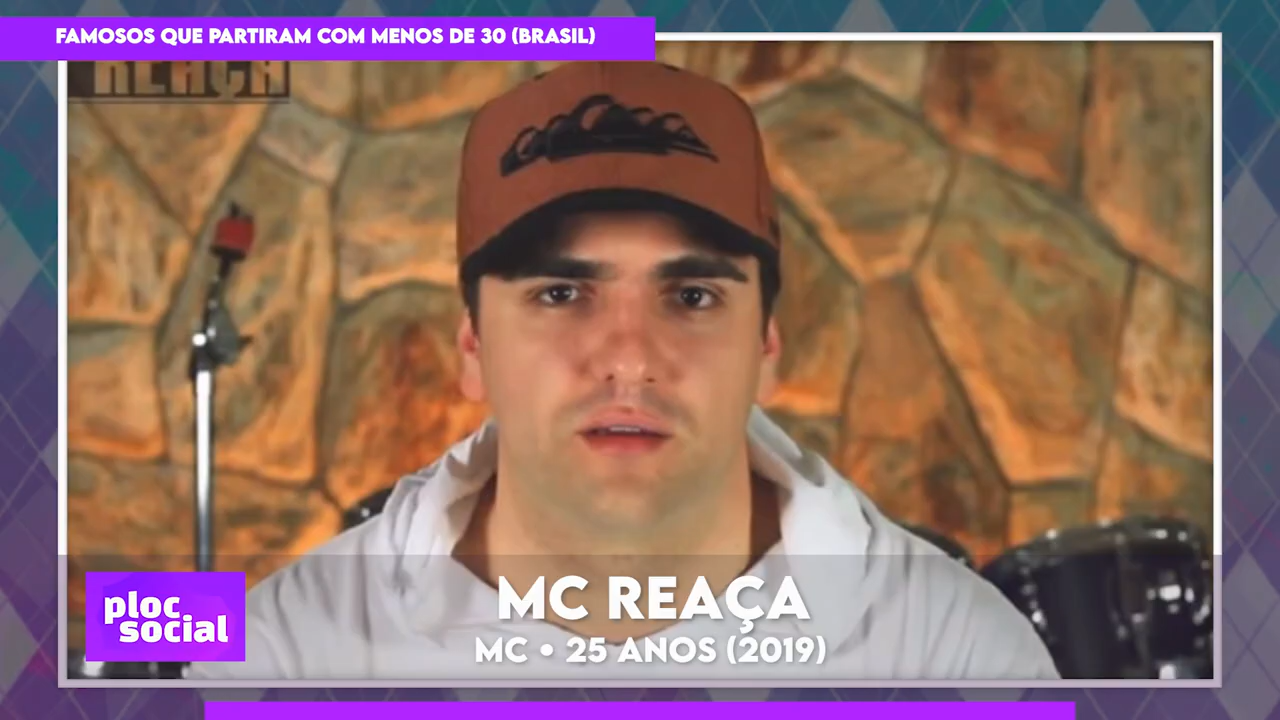 FAMOSOS QUE PARTIRAM COM MENOS DE 30 (BRASIL)
REAÇA
ploc
social
MC REAÇA
MC • 25 ANOS (2019)